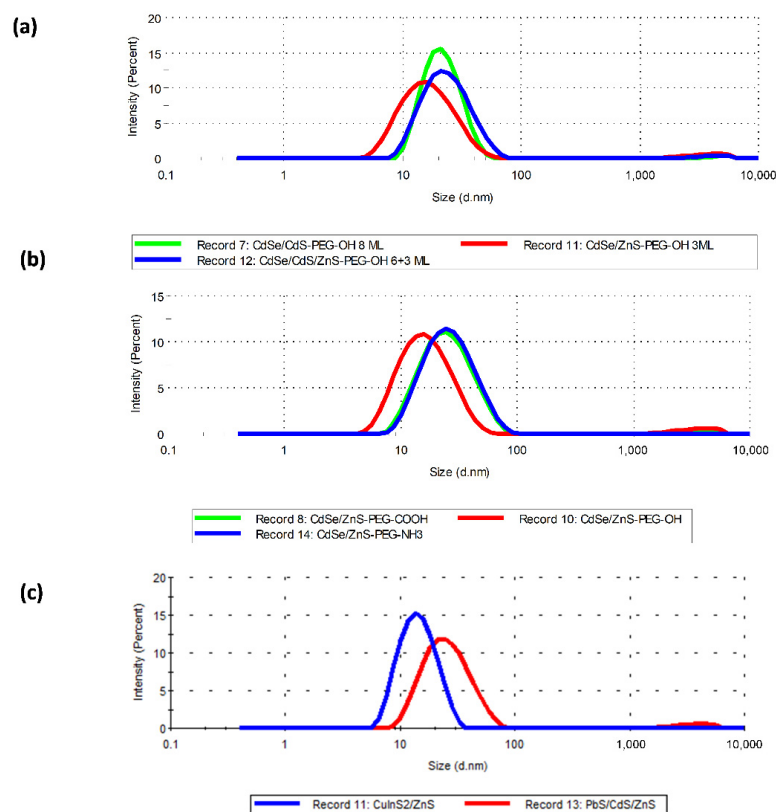 (a)
Intensity (Percent)
20
15
10
5
0
0.1 1 10 100 1,000 10,000
Size (d.nm)
Record 7: CdSe/CdS-PEG-OH 8 ML Record 11: CdSe/ZnS-PEG-OH 3ML
Record 12: CdSe/CdS/ZnS-PEG-OH 6+3 ML
(b)
Intensity (Percent)
15
10
5
0
0.1 1 10 100 1,000 10,000
Size (d.nm)
Record 8: CdSe/ZnS-PEG-COOH Record 10: CdSe/ZnS-PEG-OH
Record 14: CdSe/ZnS-PEG-NH3
(c)
Intensity (Percent)
20
15
10
5
0
0.1 1 10 100 1,000 10,000
Size (d.nm)
Record 11: CuInS2/ZnS Record 13: PbS/CdS/ZnS